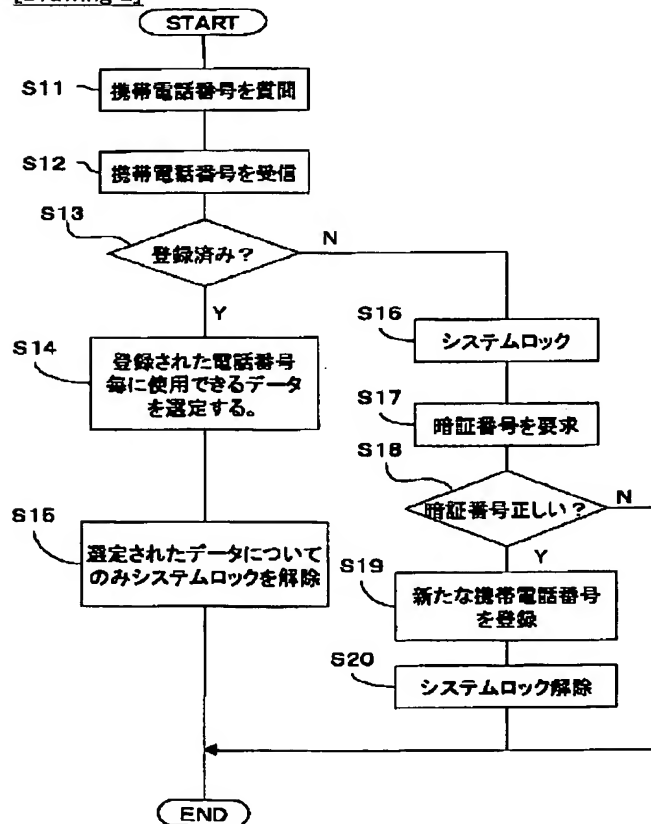 START
S11
携帯電話番号を質問
S12
携帯電話番号を受信
S13
登録済み？
N
Y
S14
登録された電話番号
毎に使用できるデータ
を選定する。
S15
選定されたデータについて
のみシステムロックを解除
S16
システムロック
S17
暗証番号を要求
S18
暗証番号正しい？
N
Y
S19
新たな携帯電話番号
を登録
S20
システムロック解除
END